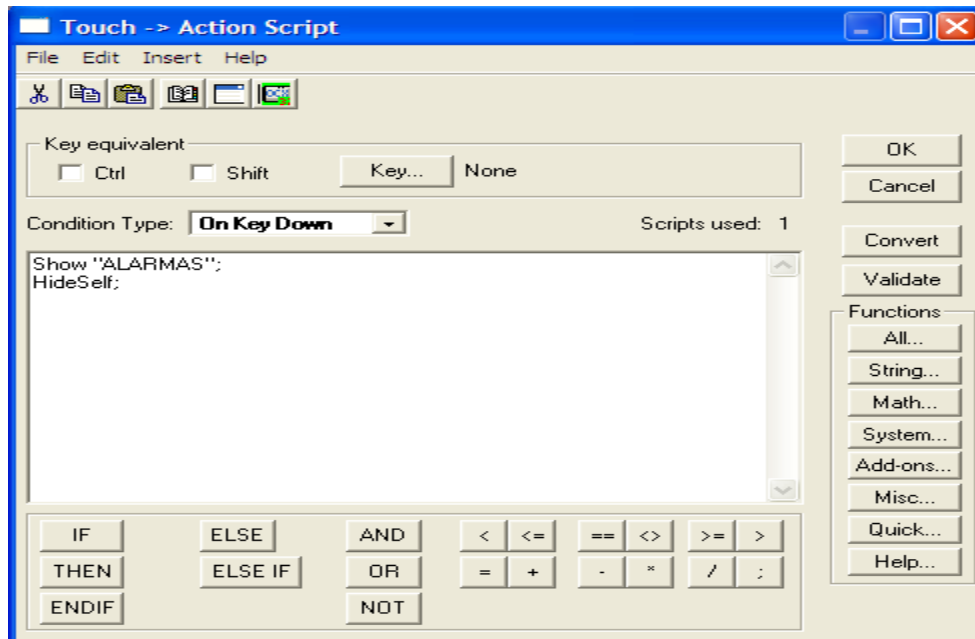 Touch -> Action Script
File Edit Insert Help
Key equivalent
Ctrl Shift Key... None
OK
Cancel
Condition Type: On Key Down Scripts used: 1
Convert
Validate
Show "ALARMAS";
HideSelf;
Functions
All...
String...
Math...
System...
Add-ons...
Misc...
Quick...
Help...
IF ELSE AND < <= == <> >= >
THEN ELSE IF OR = + - * / ;
ENDIF NOT